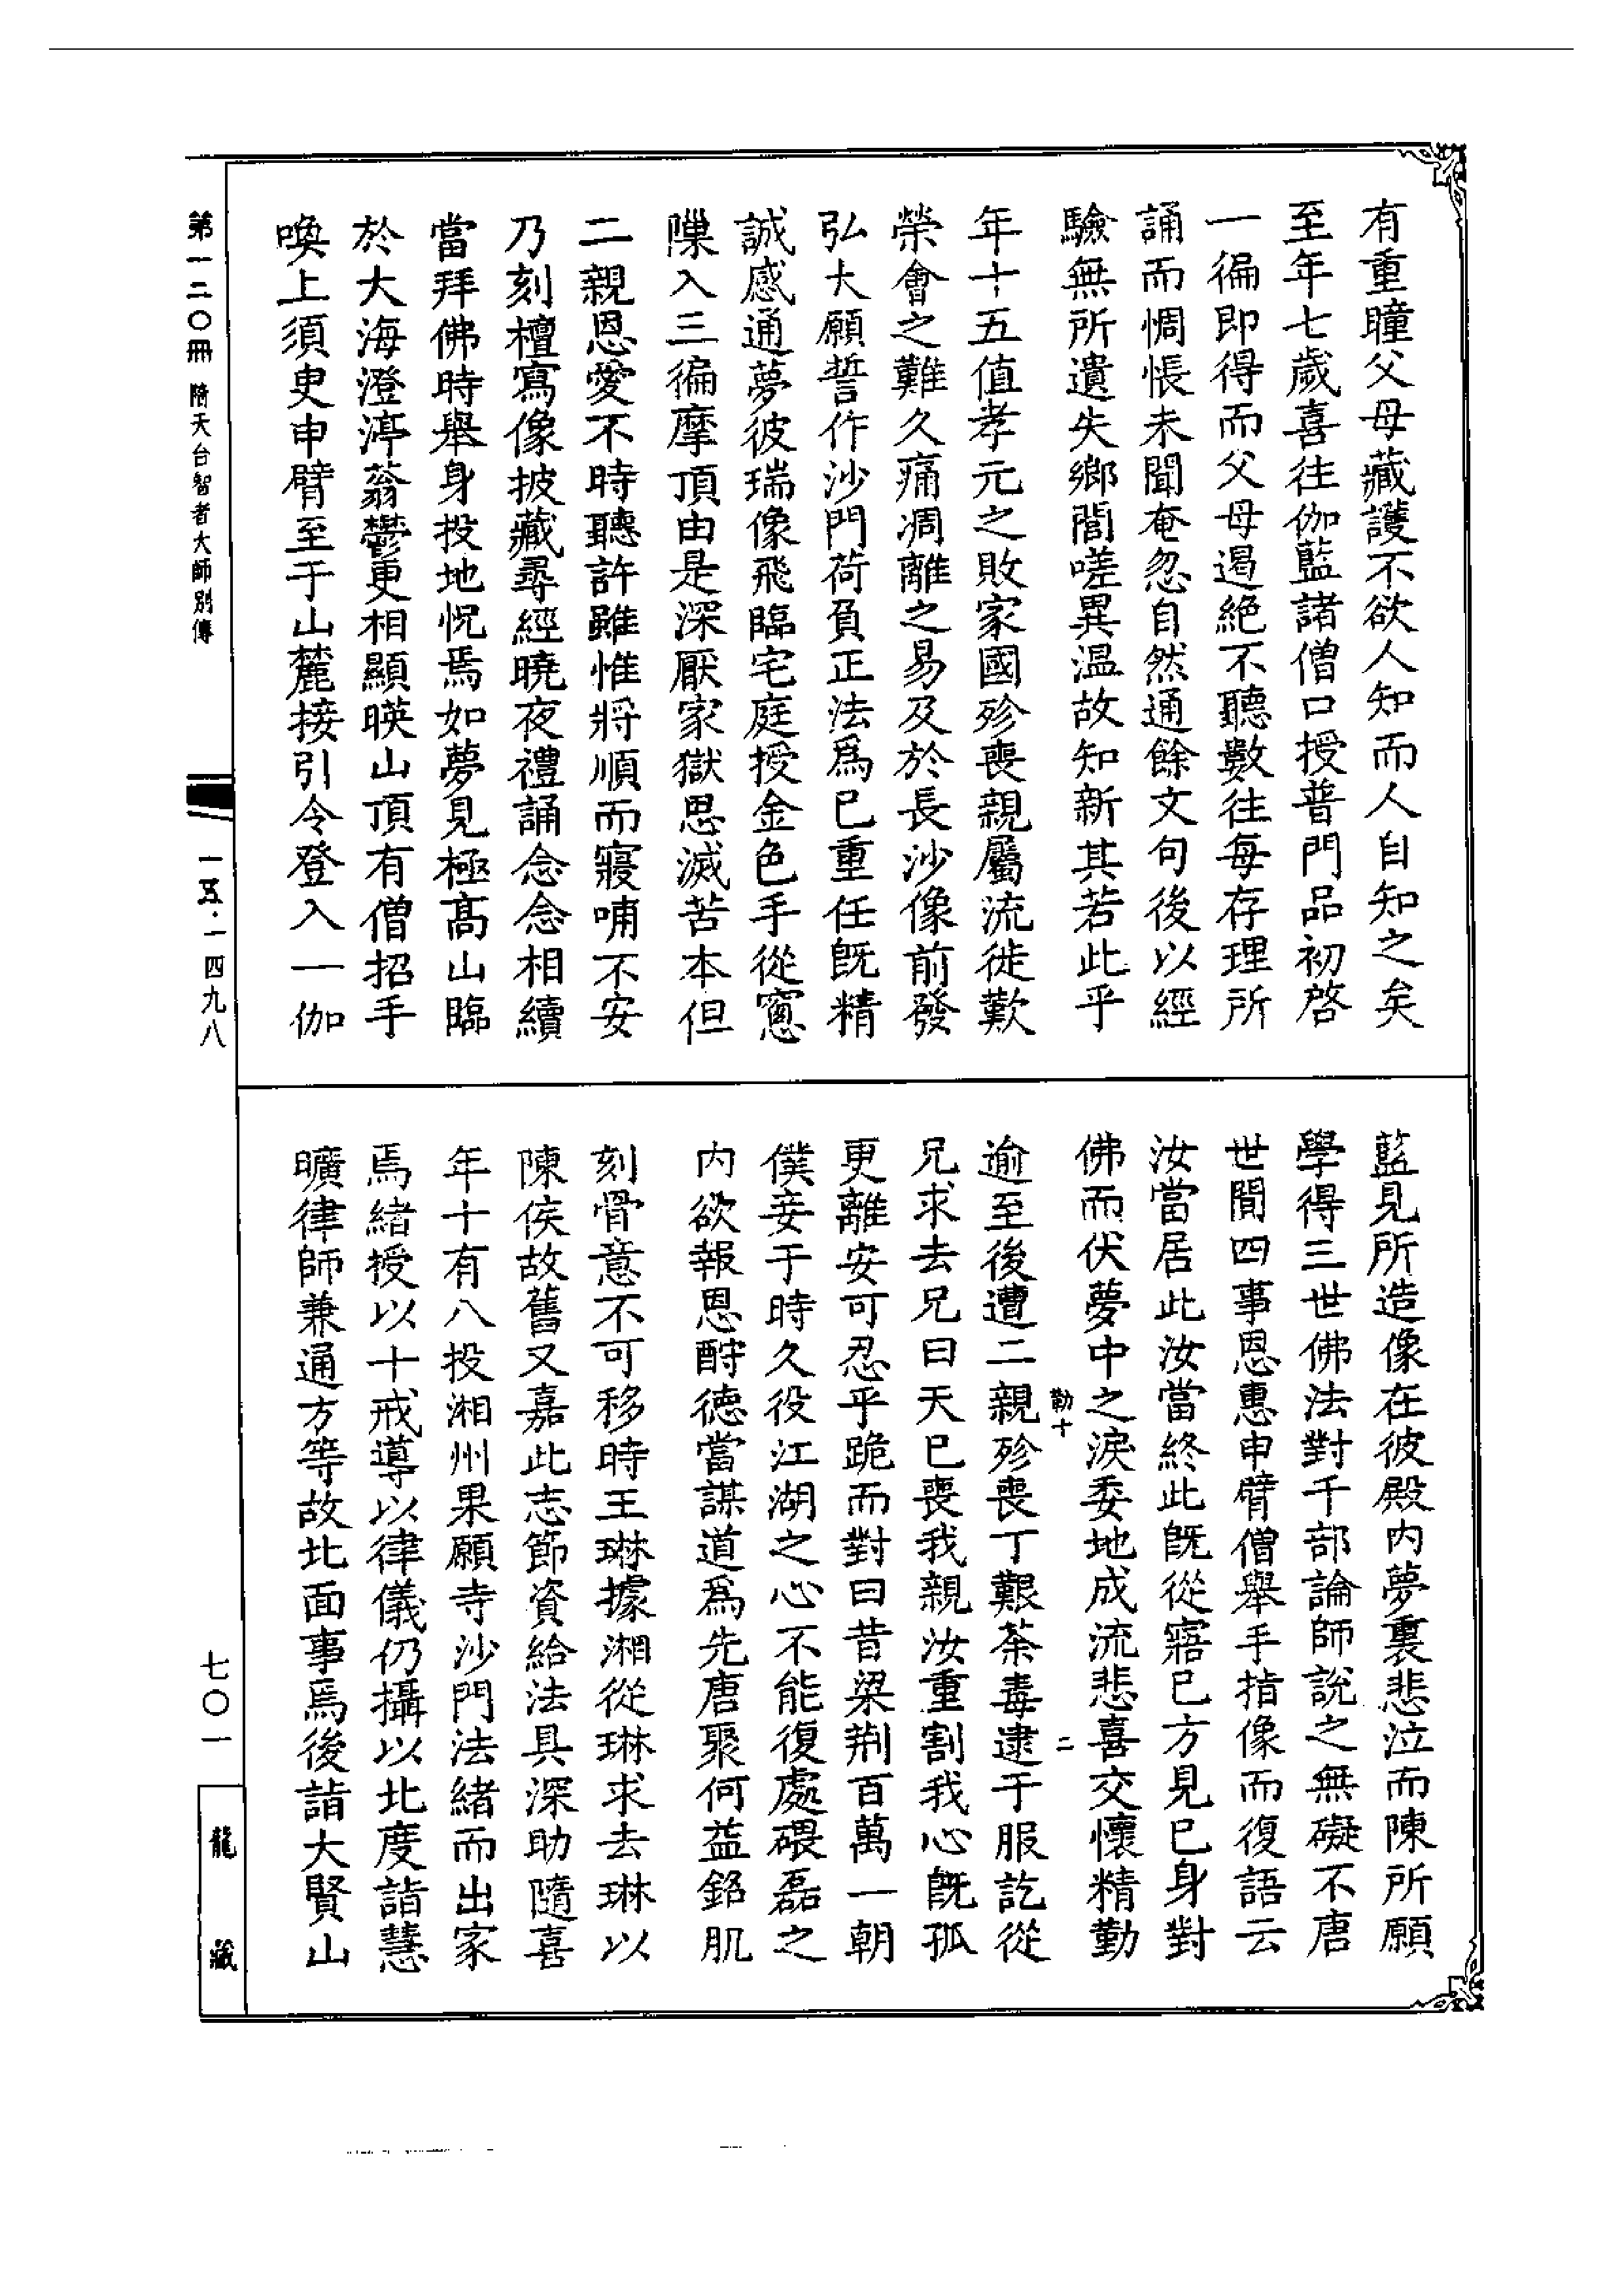 有重瞳父母藏護不欲人知而人自知之矣
至年七歲喜往伽藍諸僧口授普門品初啓
一徧即得而父母遏絕不聽數往每存理所
誦而惆悵未聞奄忽自然通餘文句後以經
驗無所遺失鄉閭嗟異溫故知新其若此乎
年十五值孝元之敗家國殄喪親屬流徙歎
榮會之難久痛凋離之易及於長沙像前發
弘大願誓作沙門荷負正法爲己重任旣精
誠感通夢彼瑞像飛臨宅庭授金色手從窻
隟入三徧摩頂由是深厭家獄思滅苦本但
二親恩愛不時聽許雖惟將順而寢哺不安
乃刻檀寫像披藏尋經曉夜禮誦念念相續
當拜佛時舉身投地怳焉如夢見極高山臨
於大海澄渟蓊鬱更相顯暎山頂有僧招手
喚上須臾申臂至于山麓接引令登入一伽
藍見所造像在彼殿內夢裏悲泣而陳所願
學得三世佛法對千部論師說之無礙不唐
世間四事恩惠申臂僧舉手指像而復語云
汝當居此汝當終此旣從寤已方見己身對
佛而伏夢中之淚委地成流悲喜交懷精勤
勒十 二
逾至後遭二親殄喪丁艱荼毒逮于服訖從
兄求去兄曰天已喪我親汝重割我心旣孤
更離安可忍乎跪而對曰昔梁荆百萬一朝
僕妾于時久役江湖之心不能復處碨磊之
內欲報恩酧德當謀道爲先唐聚何益銘肌
刻骨意不可移時王琳據湘從琳求去琳以
陳侯故舊又嘉此志節資給法具深助隨喜
年十有八投湘州果願寺沙門法緒而出家
焉緒授以十戒導以律儀仍攝以北度詣慧
曠律師兼通方等故北面事焉後詣大賢山
第一二〇冊 隋天台智者大師別傳
一五·一四九八
七〇一
龍藏